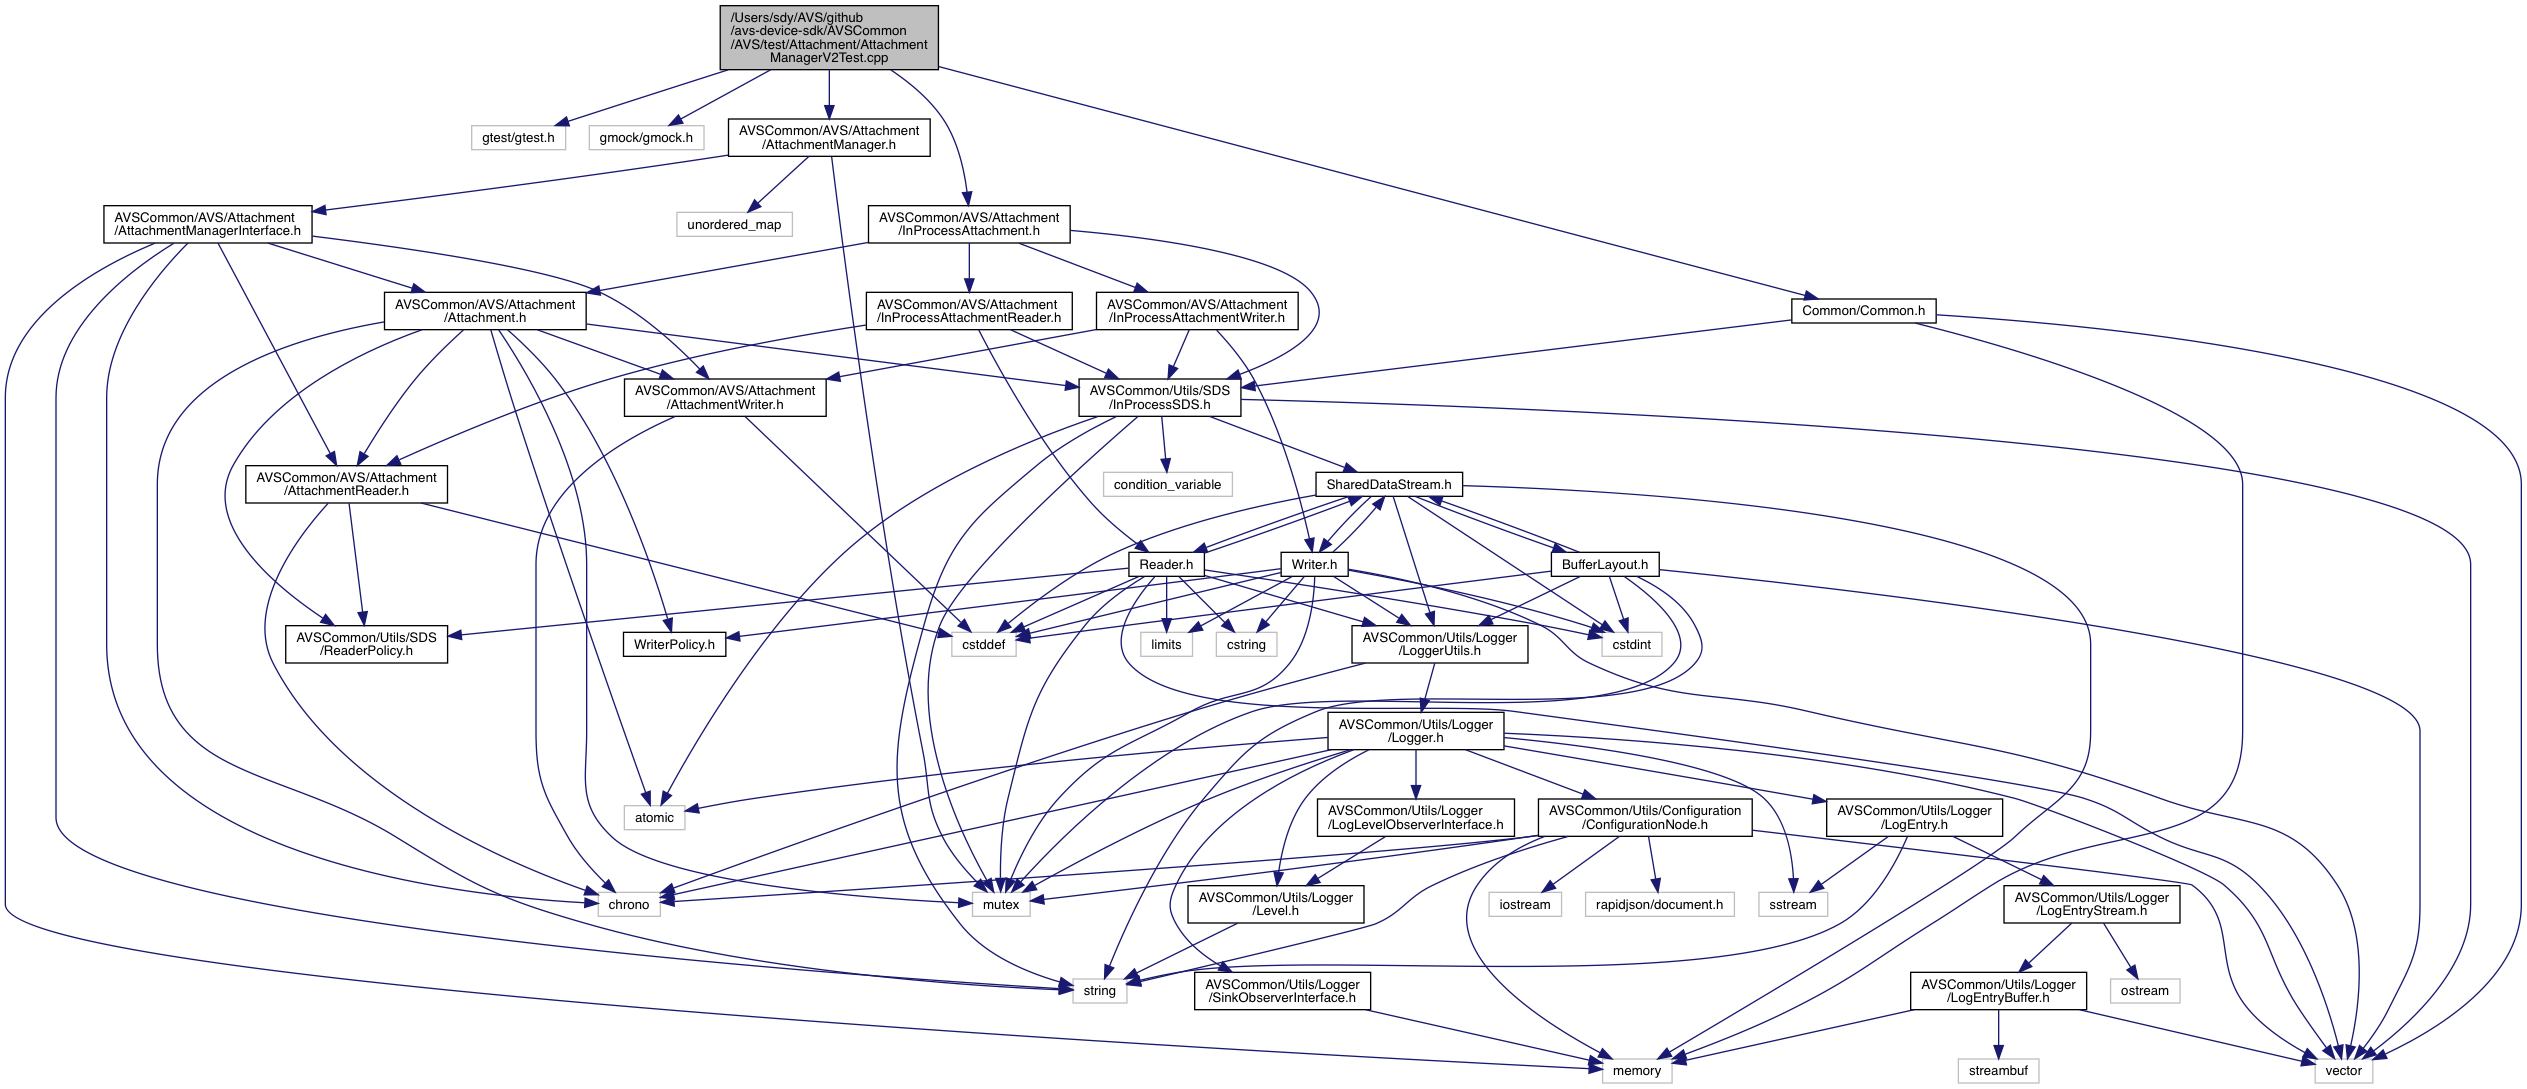 /Users/sdy/AVS/github
/avs-device-sdk/AVSCommon
/AVS/test/Attachment/Attachment
ManagerV2Test.cpp
gtest/gtest.h
gmock/gmock.h
AVSCommon/AVS/Attachment
/AttachmentManager.h
AVSCommon/AVS/Attachment
/AttachmentManagerInterface.h
unordered_map
AVSCommon/AVS/Attachment
/InProcessAttachment.h
AVSCommon/AVS/Attachment
/Attachment.h
AVSCommon/AVS/Attachment
/InProcessAttachmentReader.h
AVSCommon/AVS/Attachment
/InProcessAttachmentWriter.h
Common/Common.h
AVSCommon/AVS/Attachment
/AttachmentWriter.h
AVSCommon/Utils/SDS
/InProcessSDS.h
AVSCommon/AVS/Attachment
/AttachmentReader.h
condition_variable
SharedDataStream.h
Reader.h
Writer.h
BufferLayout.h
AVSCommon/Utils/SDS
/ReaderPolicy.h
WriterPolicy.h
cstddef
limits
cstring
AVSCommon/Utils/Logger
/LoggerUtils.h
cstdint
AVSCommon/Utils/Logger
/Logger.h
atomic
AVSCommon/Utils/Logger
/LogLevelObserverInterface.h
AVSCommon/Utils/Configuration
/ConfigurationNode.h
AVSCommon/Utils/Logger
/LogEntry.h
chrono
mutex
AVSCommon/Utils/Logger
/Level.h
iostream
rapidjson/document.h
sstream
AVSCommon/Utils/Logger
/LogEntryStream.h
string
AVSCommon/Utils/Logger
/SinkObserverInterface.h
AVSCommon/Utils/Logger
/LogEntryBuffer.h
ostream
memory
streambuf
vector